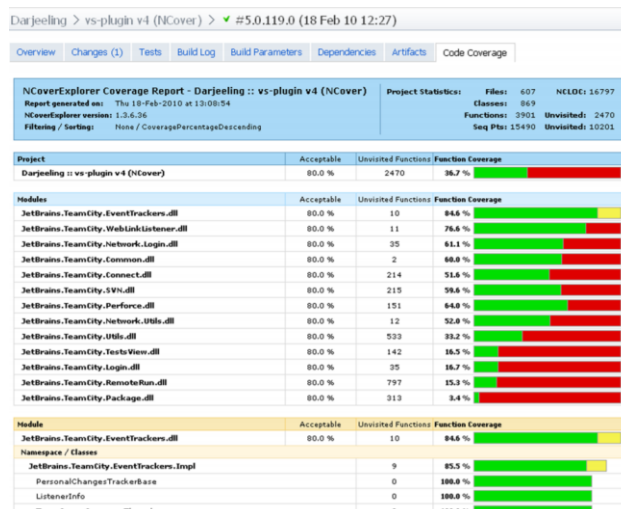 Darjeeling > vs-plugin v4 (NCover) > #5.0.119.0 (18 Feb 10 12:27)
Overview Changes (1) Tests Build Log Build Parameters Dependencies Artifacts Code Coverage
NCoverExplorer Coverage Report - Darjeeling :: vs-plugin v4 (NCover) Project Statistics: Files: 607 NCLOC: 16797
Report generated on: Thu 18-Feb-2010 at 13:08:54 Classes: 869
NCoverExplorer version: 1.3.6.36 Functions: 3901 Unvisited: 2470
Filtering / Sorting: None / CoveragePercentageDescending Seq Pts: 15490 Unvisited: 10201
Project Acceptable Unvisited Functions Function Coverage
Darjeeling :: vs-plugin v4 (NCover) 80.0 % 2470 36.7 %
Modules Acceptable Unvisited Functions Function Coverage
JetBrains.TeamCity.EventTrackers.dll 80.0 % 10 84.6 %
JetBrains.TeamCity.WebLinkListener.dll 80.0 % 11 76.6 %
JetBrains.TeamCity.Network.Login.dll 80.0 % 35 61.1 %
JetBrains.TeamCity.Common.dll 80.0 % 2 60.0 %
JetBrains.TeamCity.Connect.dll 80.0 % 214 51.6 %
JetBrains.TeamCity.SVN.dll 80.0 % 215 59.6 %
JetBrains.TeamCity.Perforce.dll 80.0 % 151 64.0 %
JetBrains.TeamCity.Network.Utils.dll 80.0 % 12 52.0 %
JetBrains.TeamCity.Utils.dll 80.0 % 533 33.2 %
JetBrains.TeamCity.TestsView.dll 80.0 % 142 16.5 %
JetBrains.TeamCity.Login.dll 80.0 % 35 16.7 %
JetBrains.TeamCity.RemoteRun.dll 80.0 % 797 15.3 %
JetBrains.TeamCity.Package.dll 80.0 % 313 3.4 %
Module Acceptable Unvisited Functions Function Coverage
JetBrains.TeamCity.EventTrackers.dll 80.0 % 10 84.6 %
Namespace / Classes
JetBrains.TeamCity.EventTrackers.Impl 9 85.5 %
PersonalChangesTrackerBase 0 100.0 %
ListenerInfo 0 100.0 %